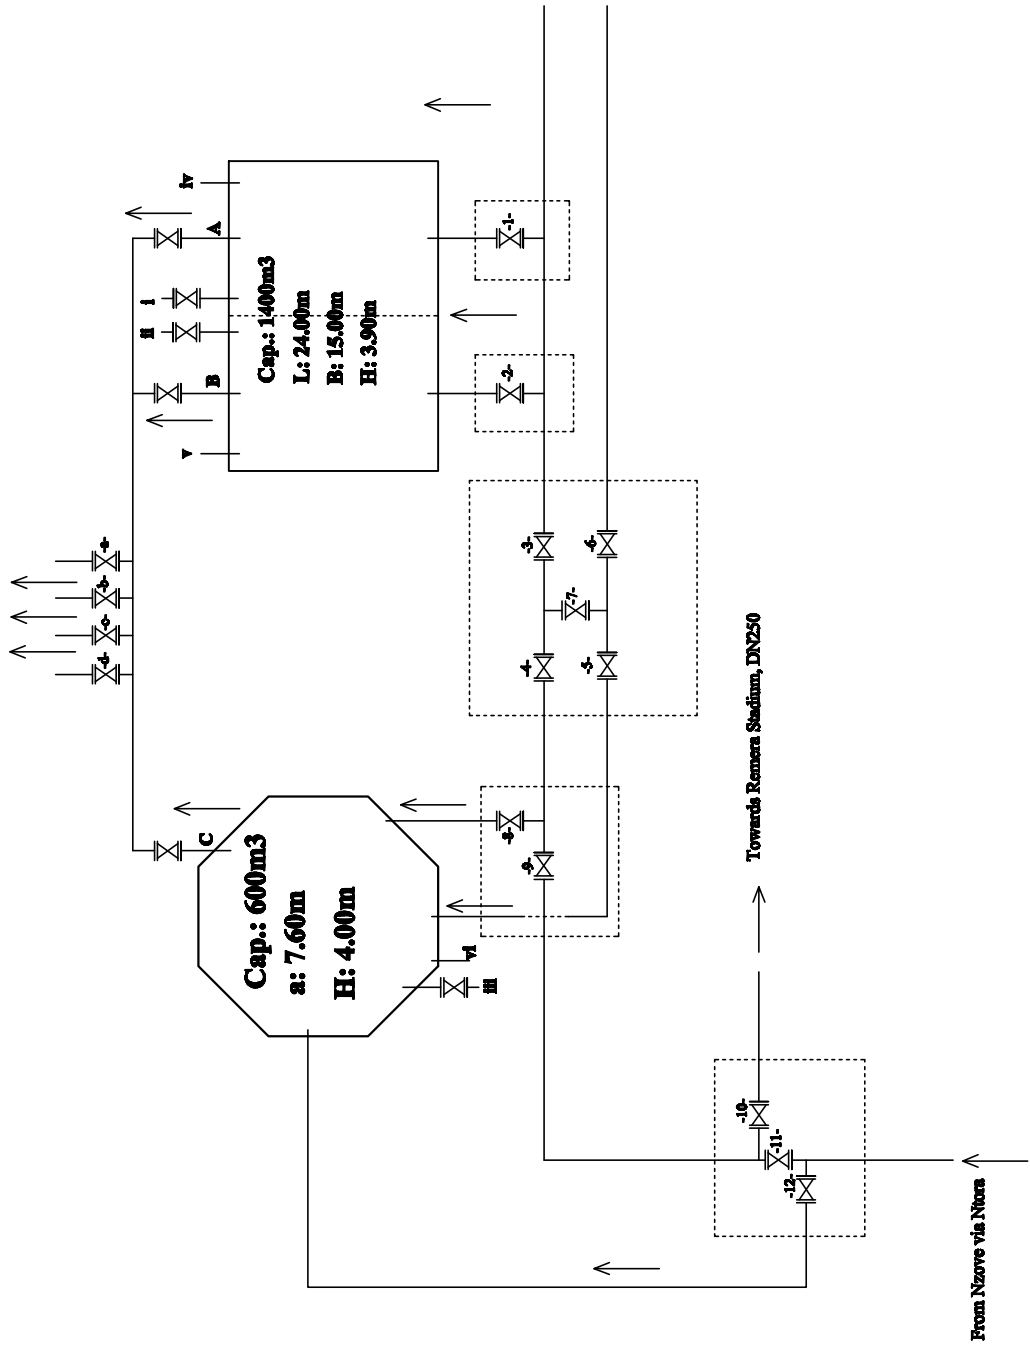 iv
A
i
ii
B
v
Cap.: 1400m3
L: 24.00m
B: 15.00m
H: 3.90m
-1-
-2-
-a-
-b-
-c-
-d-
-3-
-6-
-7-
-4-
-5-
C
Cap.: 600m3
a: 7.60m
H: 4.00m
-8-
-9-
vi
iii
Towards Remera Stadium, DN250
-10-
-11-
-12-
From Nzove via Ntora